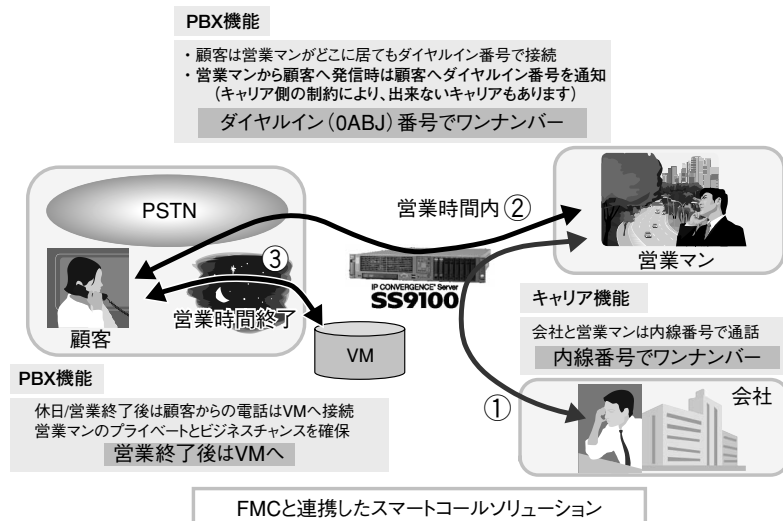 PBX機能
・顧客は営業マンがどこに居てもダイヤルイン番号で接続
・営業マンから顧客へ発信時は顧客へダイヤルイン番号を通知
（キャリア側の制約により、出来ないキャリアもあります）
ダイヤルイン（0ABJ）番号でワンナンバー
PSTN
営業時間内②
営業マン
③
IP CONVERGENCE Server
SS9100
営業時間終了
顧客
VM
キャリア機能
会社と営業マンは内線番号で通話
内線番号でワンナンバー
PBX機能
休日/営業終了後は顧客からの電話はVMへ接続
営業マンのプライベートとビジネスチャンスを確保
営業終了後はVMへ
①
会社
FMCと連携したスマートコールソリューション